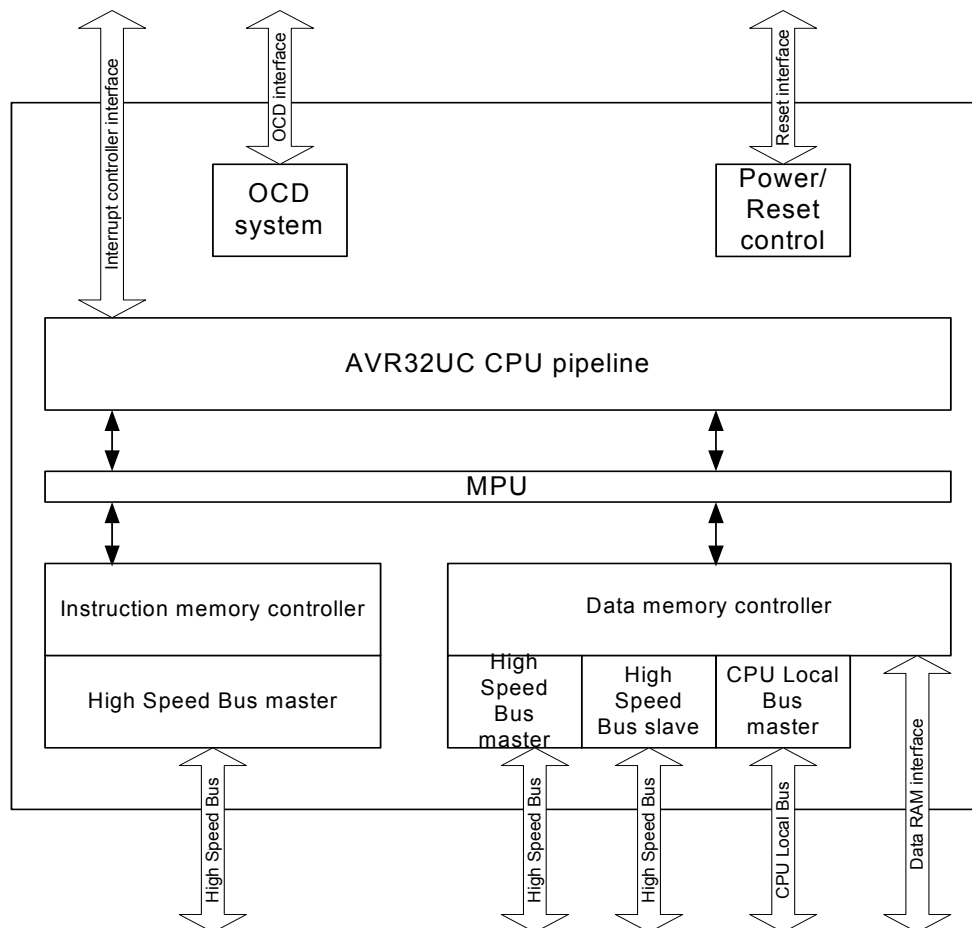 Interrupt controller interface
OCD interface
Reset interface
OCD
system
Power/
Reset
control
AVR32UC CPU pipeline
MPU
Instruction memory controller
High Speed Bus master
Data memory controller
High
Speed
Bus
master
High
Speed
Bus slave
CPU Local
Bus
master
High Speed Bus
High Speed Bus
High Speed Bus
CPU Local Bus
Data RAM interface